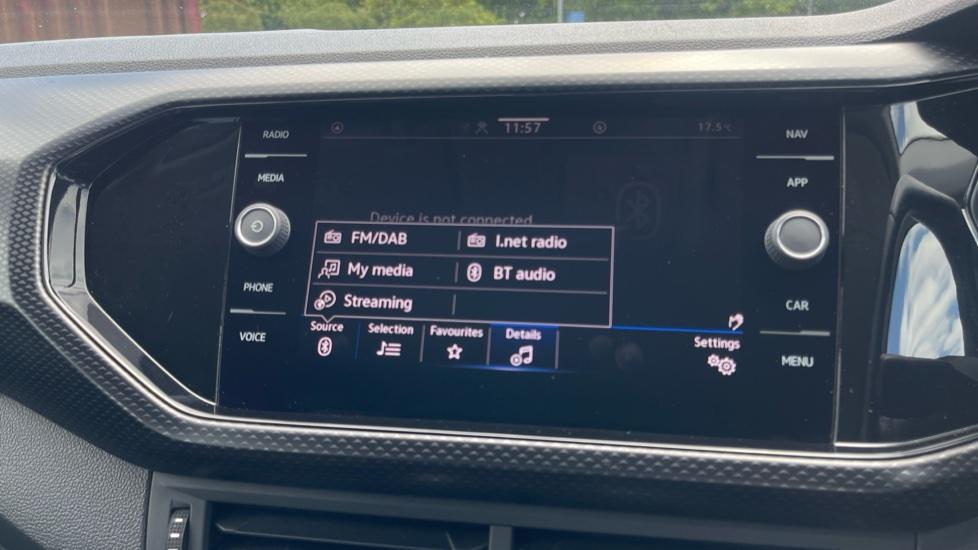 RADIO
11:57
17.5°C
NAV
MEDIA
APP
Device is not connected
FM/DAB
I.net radio
My media
BT audio
PHONE
Streaming
CAR
VOICE
Source
Selection
Favourites
Details
Settings
MENU